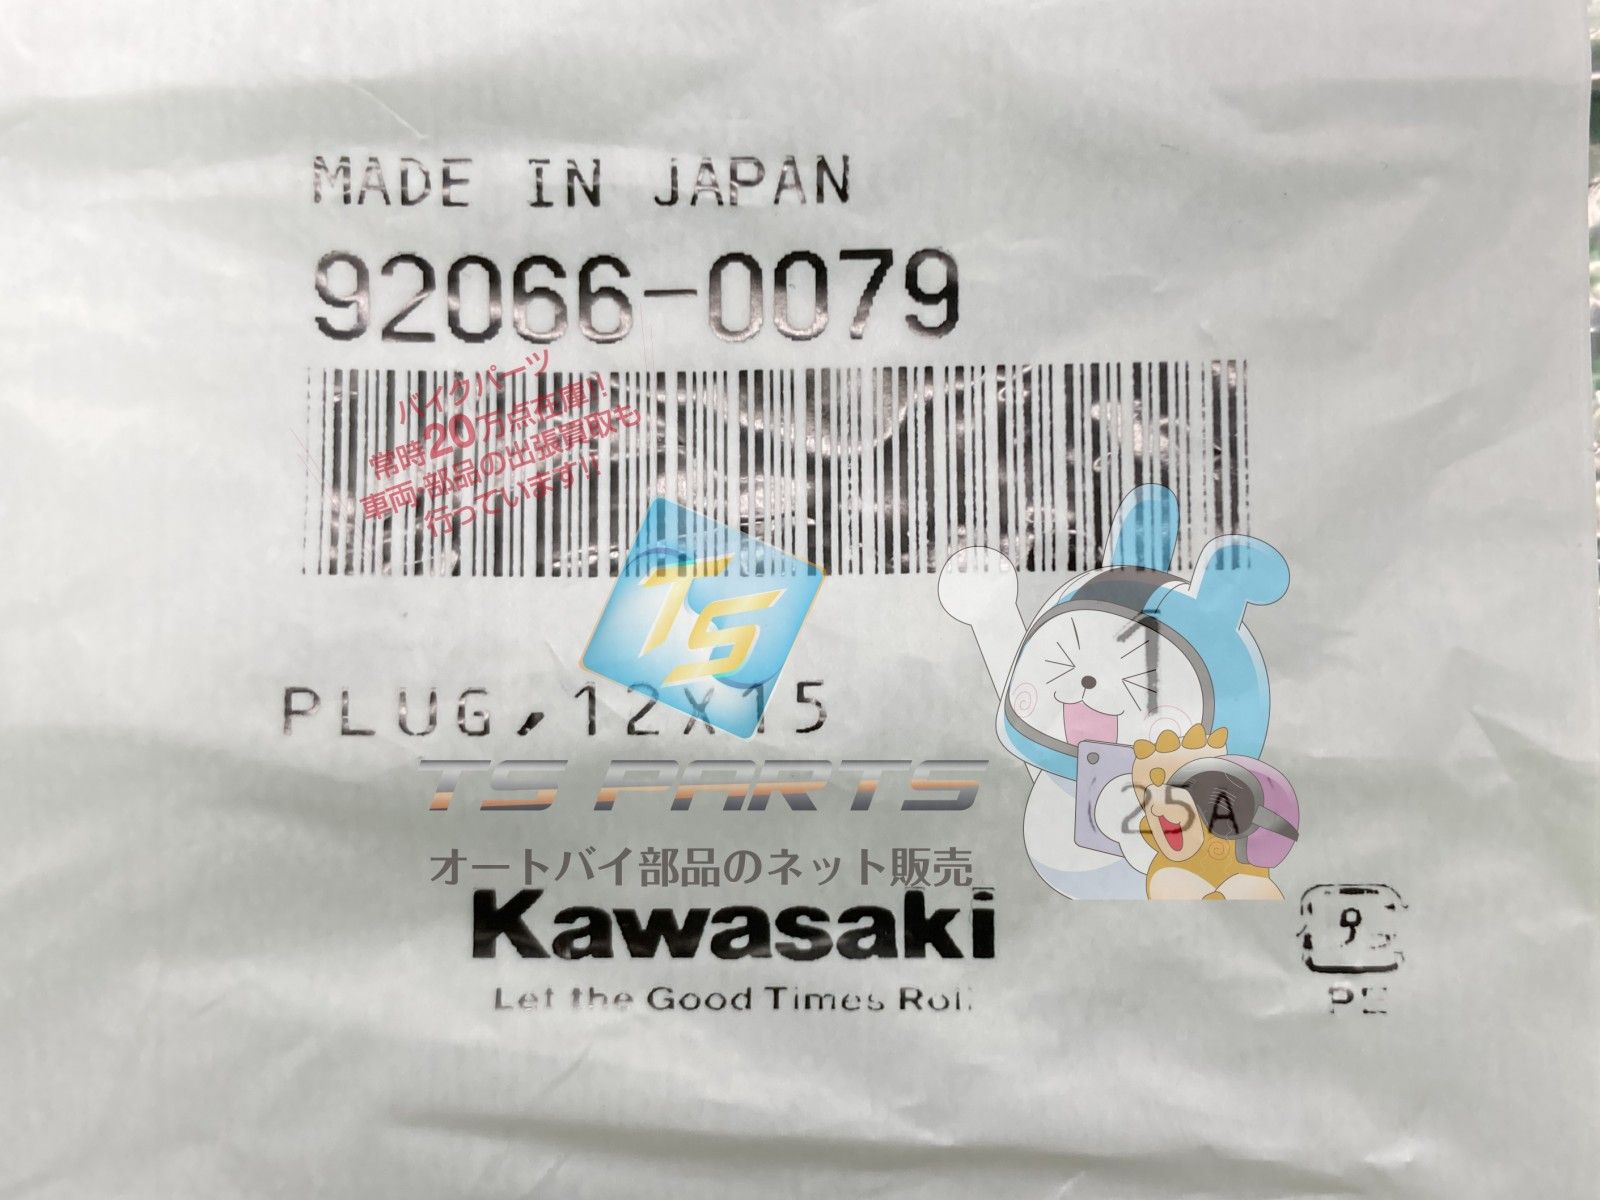 MADE IN JAPAN
92066-0079
バイクパーツ
常時20万点在庫!!
車両・部品の出張買取も
行っています!!
TS
1
PLUG,12X15
TS PARTS
25A
オートバイ部品のネット販売
Kawasaki
Let the Good Times Roll
PE